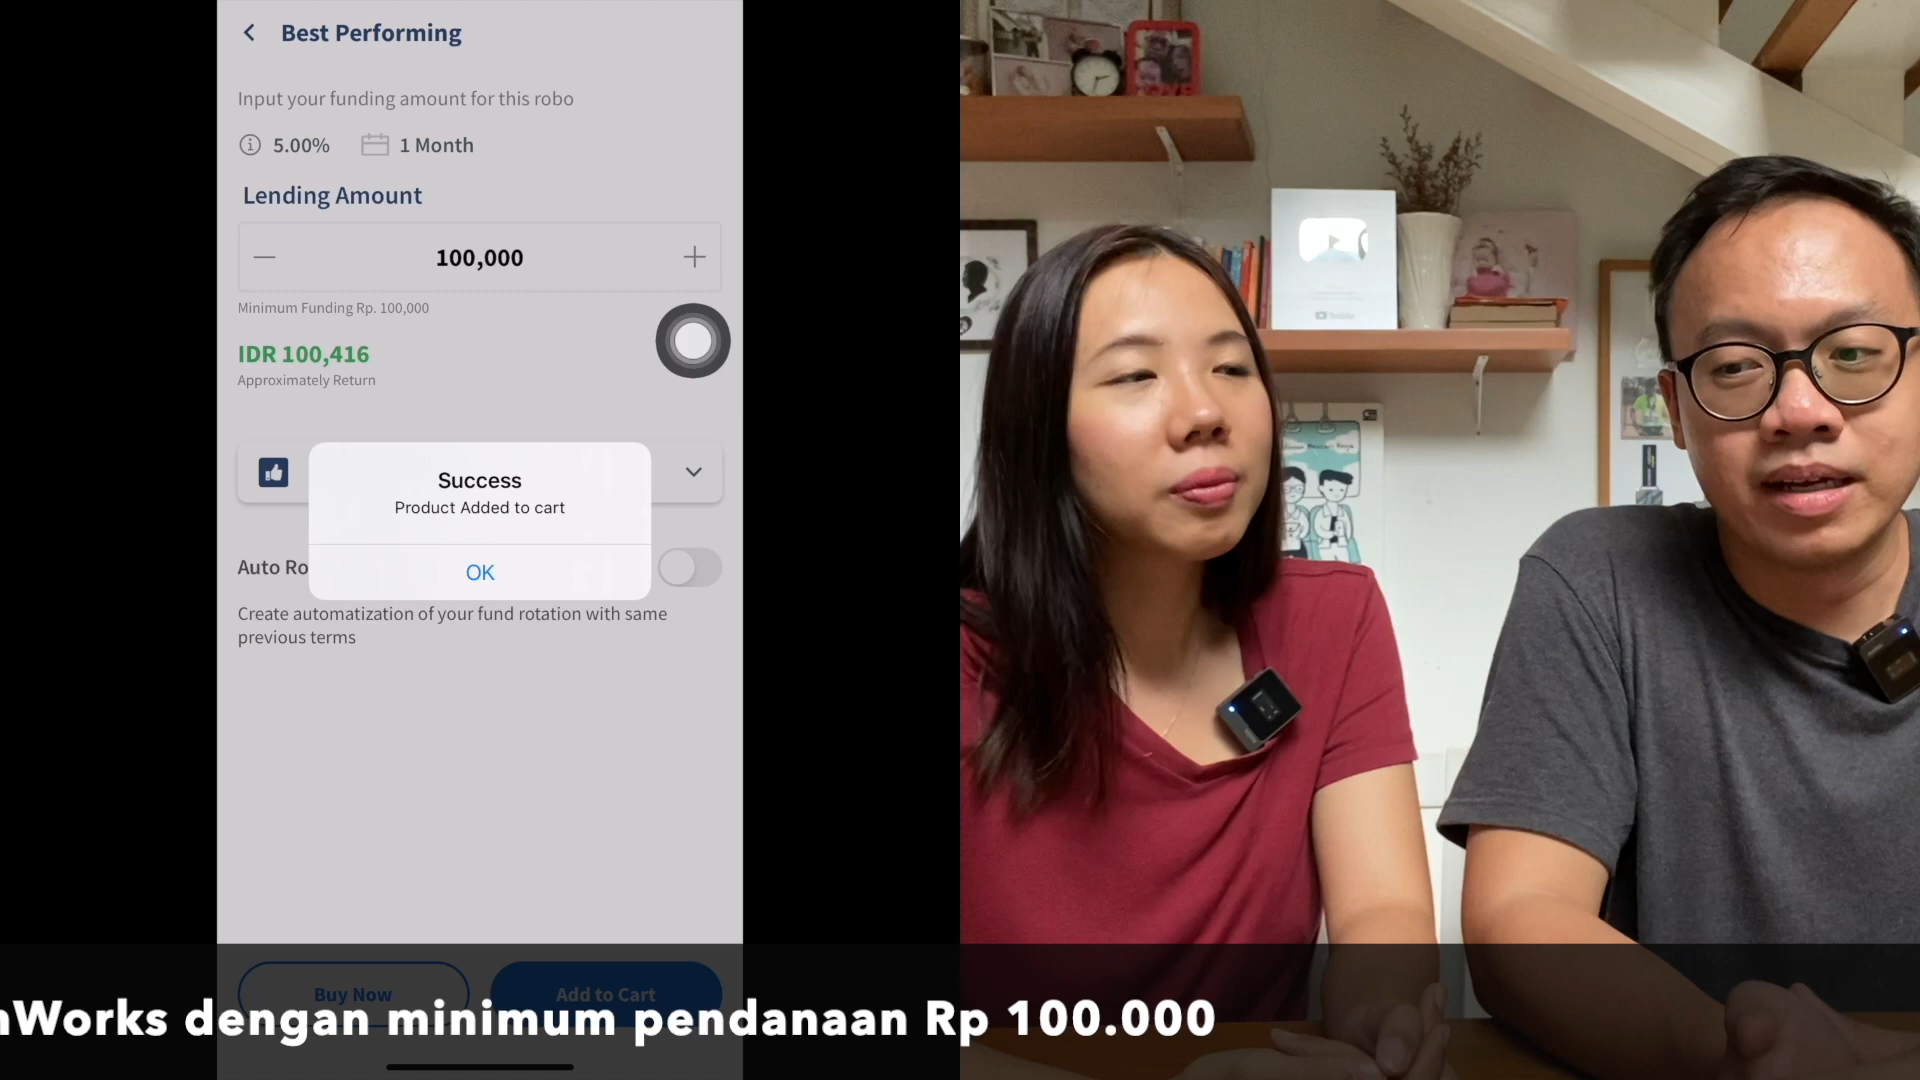 Best Performing
Input your funding amount for this robo
5.00% 1 Month
Lending Amount
100,000
Minimum Funding Rp. 100,000
IDR 100,416
Approximately Return
Success
Product Added to cart
OK
Auto Ro
Create automatization of your fund rotation with same
previous terms
Buy Now
Add to Cart
nWorks dengan minimum pendanaan Rp 100.000
YouTube